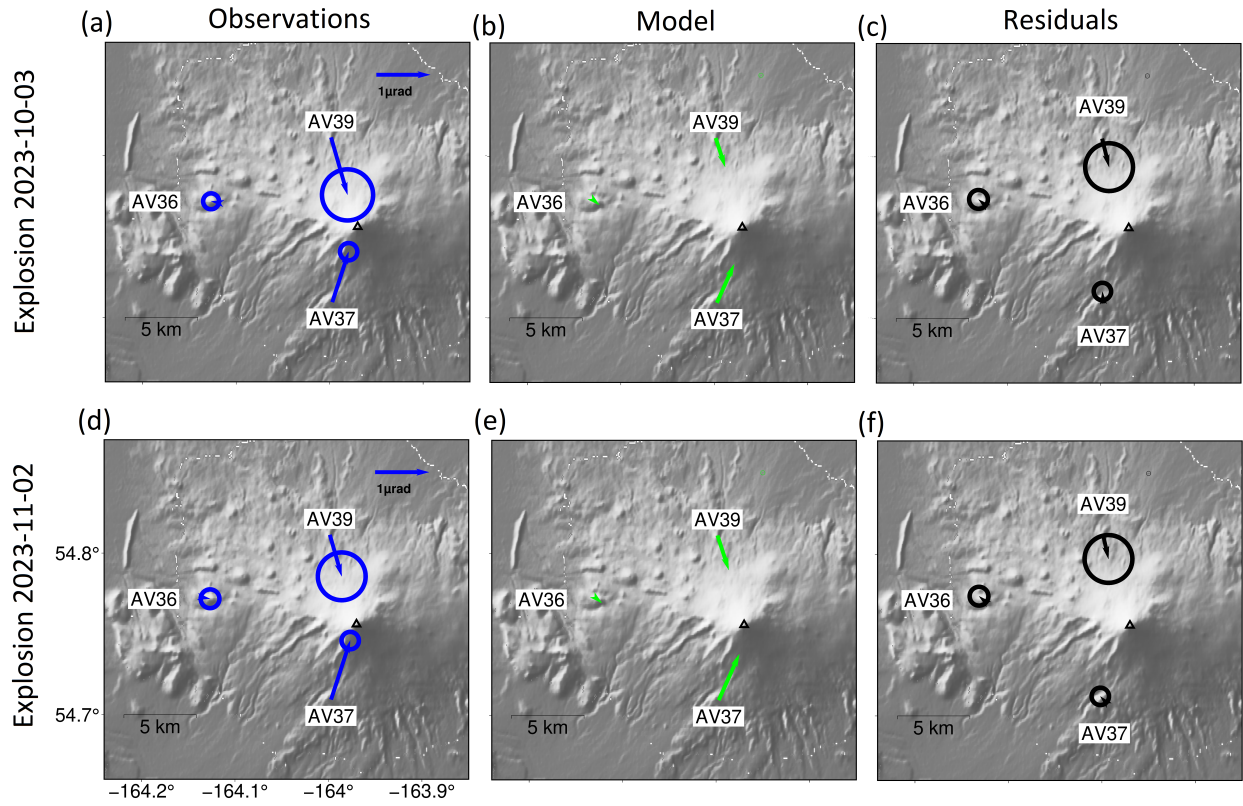 (a) Observations (b) Model (c) Residuals
Explosion 2023-10-03
1µrad
AV39
AV36
AV37
5 km
AV39
AV36
AV37
5 km
AV39
AV36
AV37
5 km
(d) (e) (f)
Explosion 2023-11-02
1µrad
AV39
AV36
AV37
5 km
54.8°
54.7°
−164.2° −164.1° −164° −163.9°
AV39
AV36
AV37
5 km
AV39
AV36
AV37
5 km